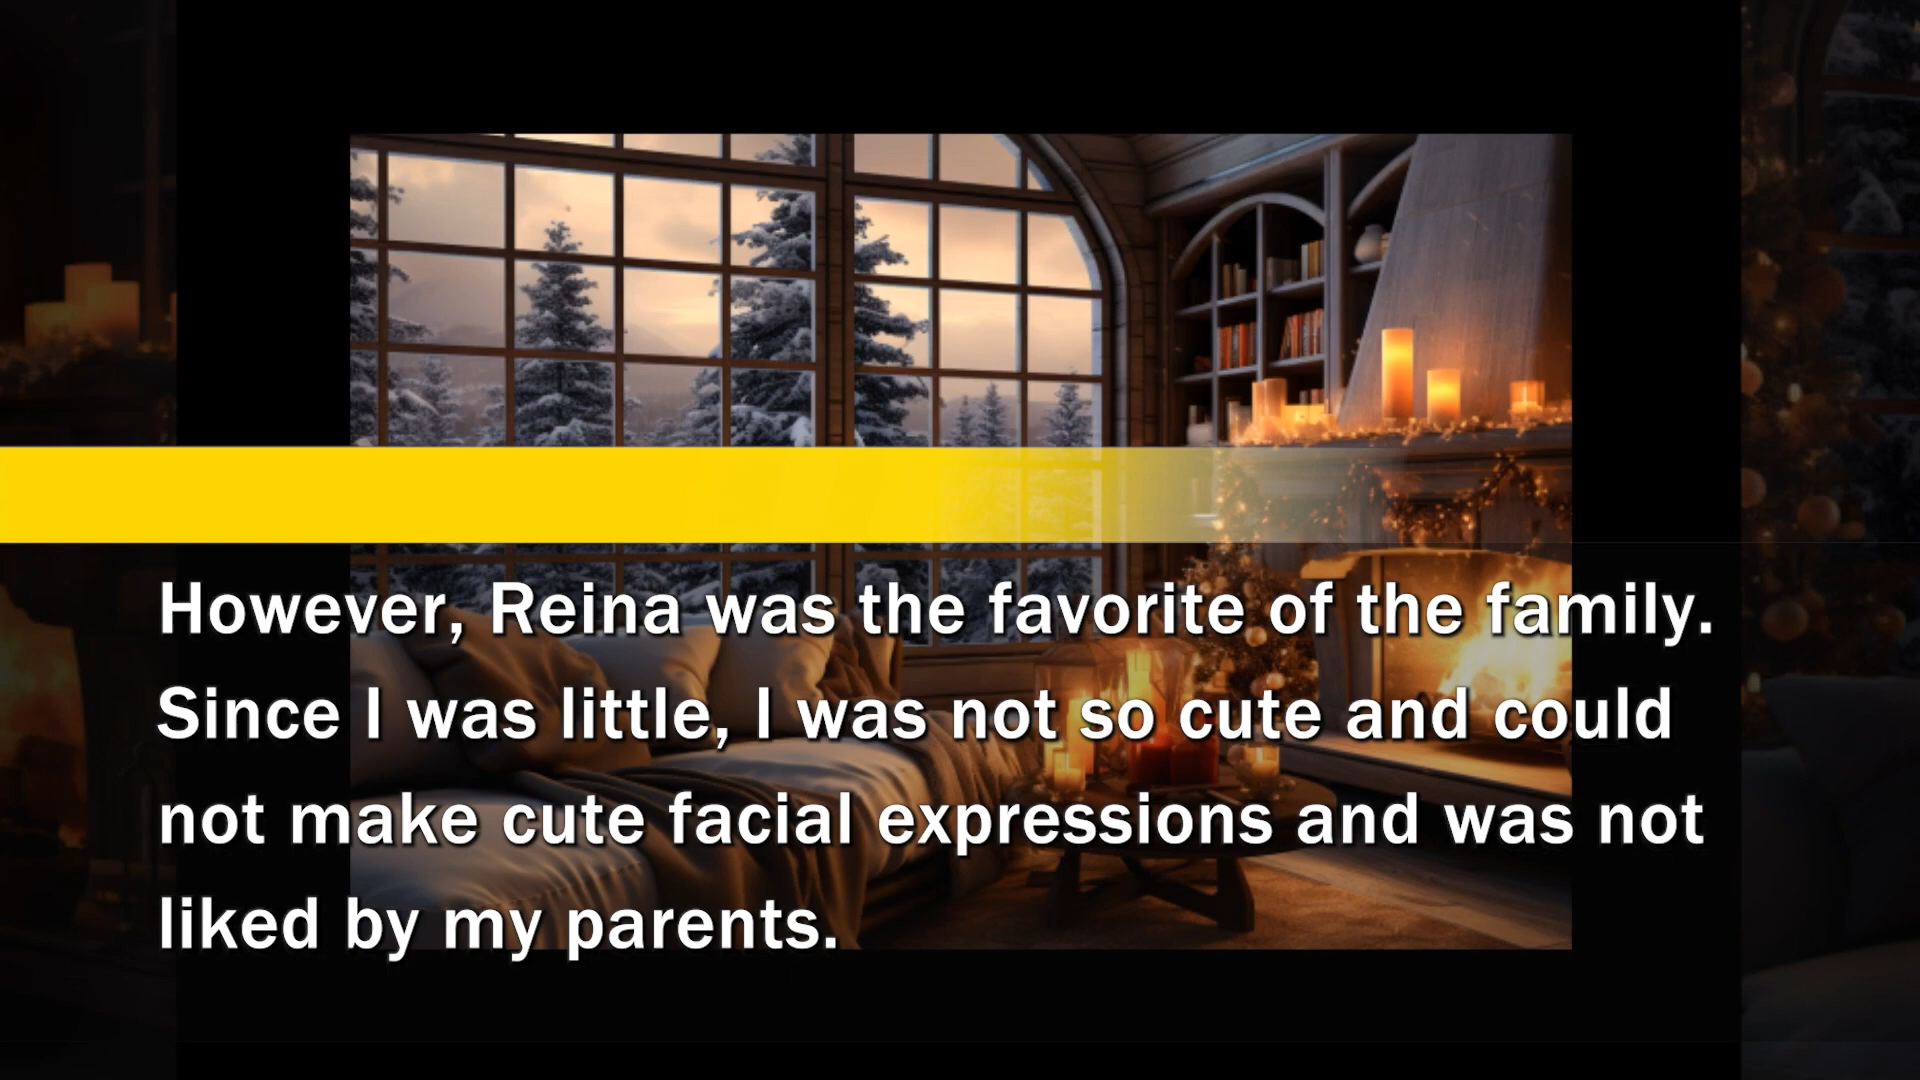 However, Reina was the favorite of the family.
Since I was little, I was not so cute and could
not make cute facial expressions and was not
liked by my parents.